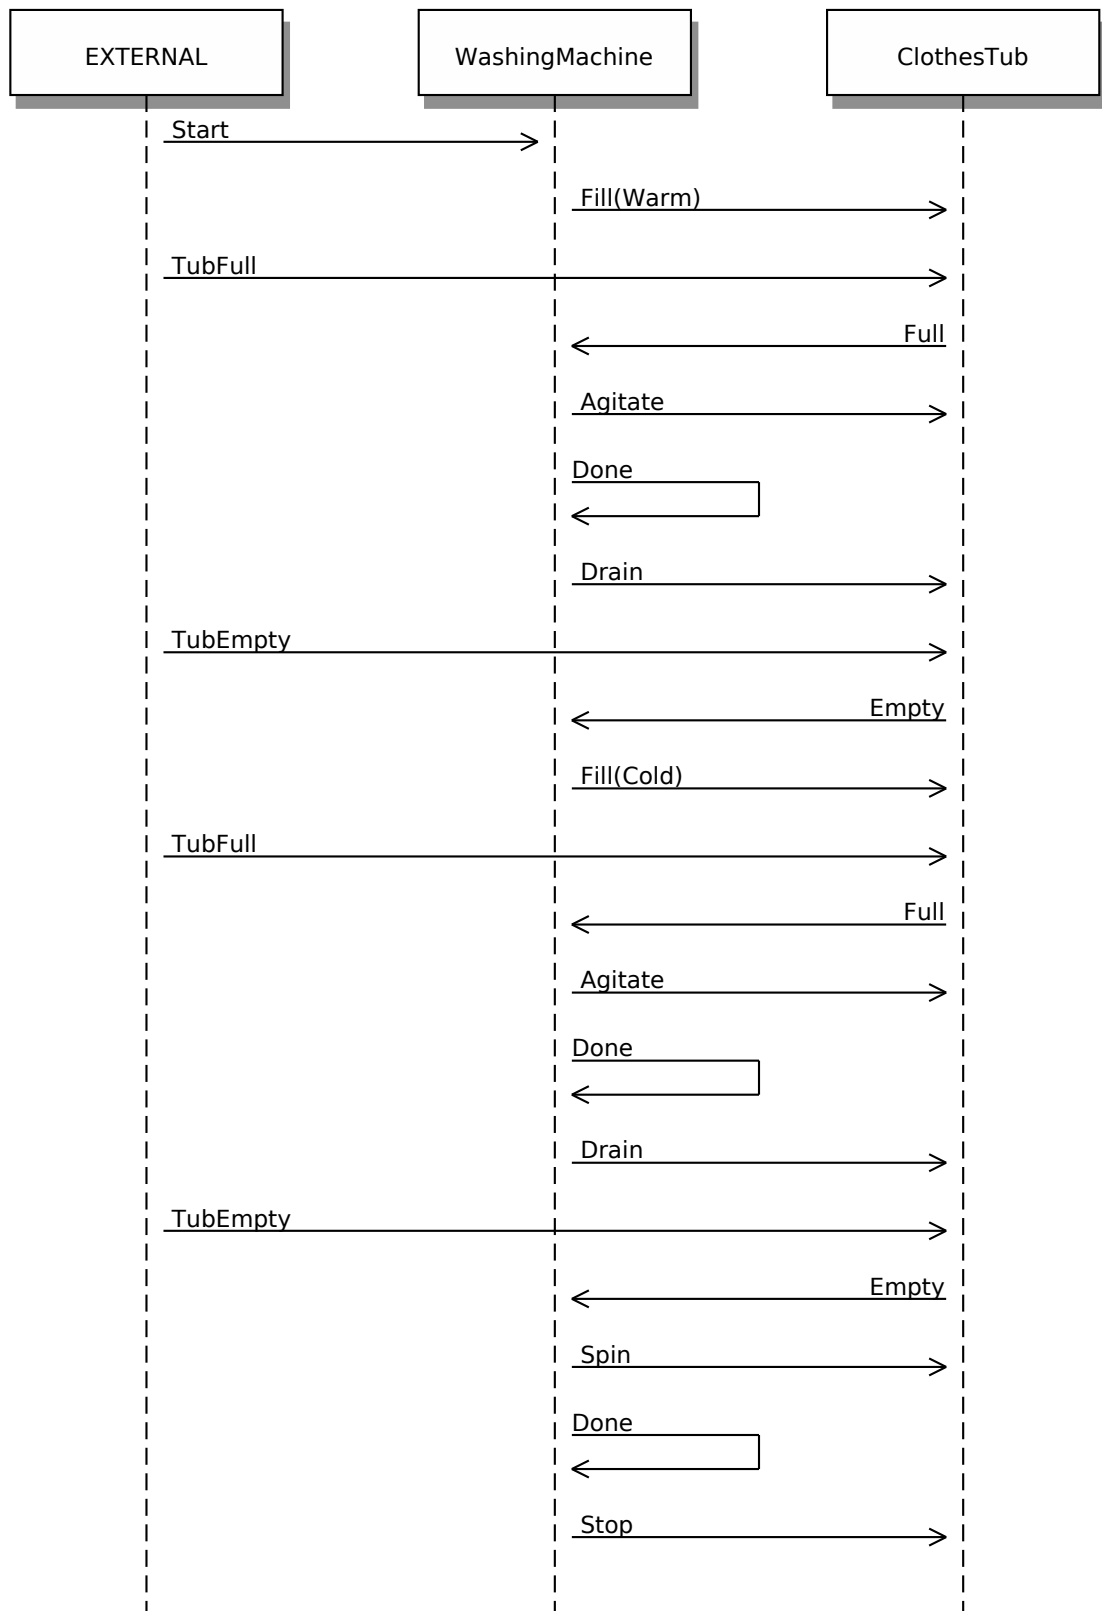 EXTERNAL
WashingMachine
ClothesTub
Start
Fill(Warm)
TubFull
Full
Agitate
Done
Drain
TubEmpty
Empty
Fill(Cold)
TubFull
Full
Agitate
Done
Drain
TubEmpty
Empty
Spin
Done
Stop